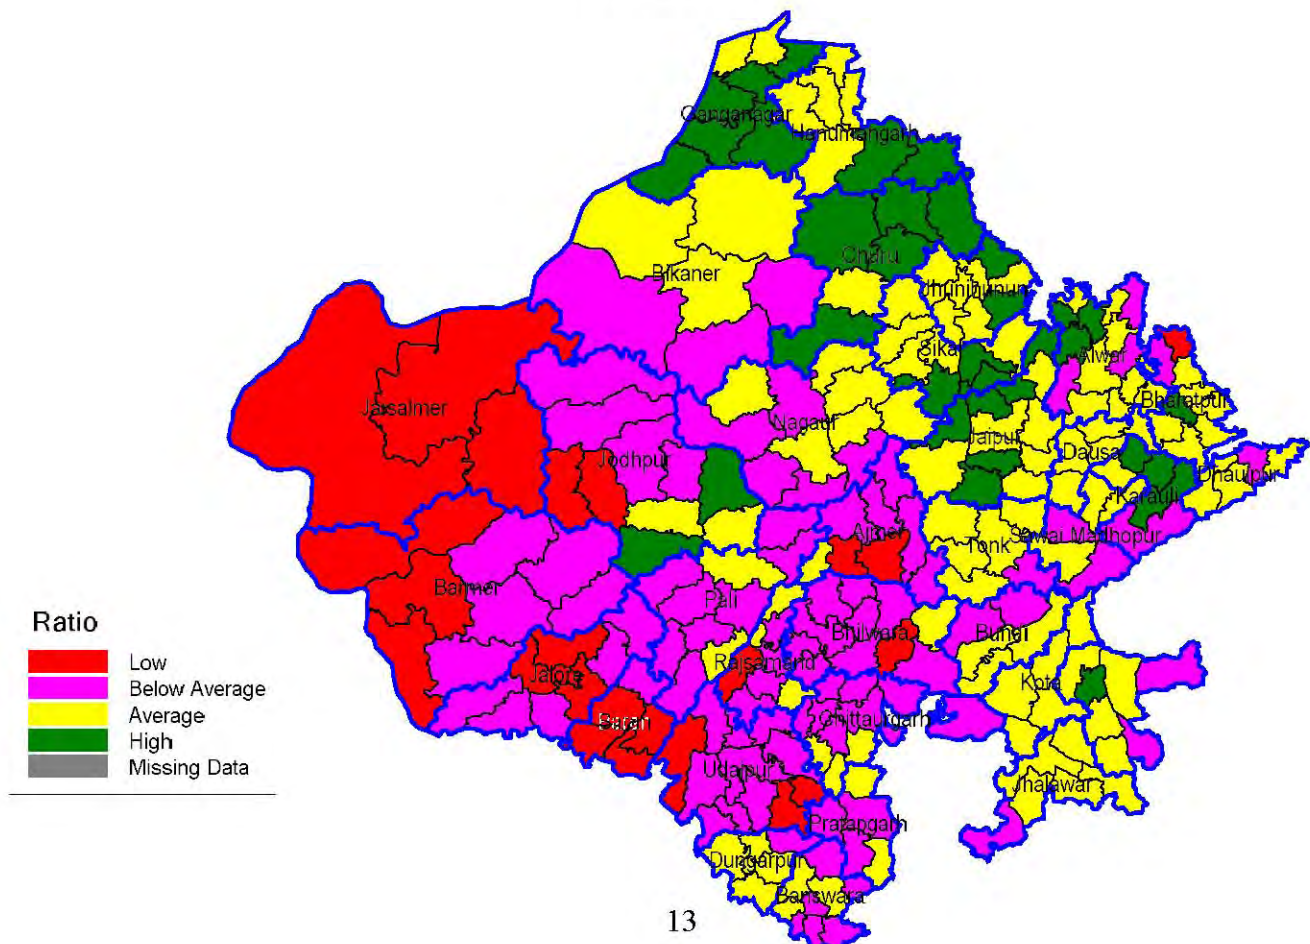 Ganganagar
Hanumangarh
Churu
Bikaner
Jhunjhunun
Sikar
Alwar
Jaisalmer
Nagaur
Bharatpur
Jaipur
Dausa
Jodhpur
Dhaulpur
Karauli
Ajmer
Tonk
Sawai Madhopur
Barmer
Pali
Bhilwara
Bundi
Rajsamand
Jalore
Kota
Baran
Chittaurgarh
Udaipur
Jhalawar
Pratapgarh
Dungarpur
Banswara
Ratio
Low
Below Average
Average
High
Missing Data
13